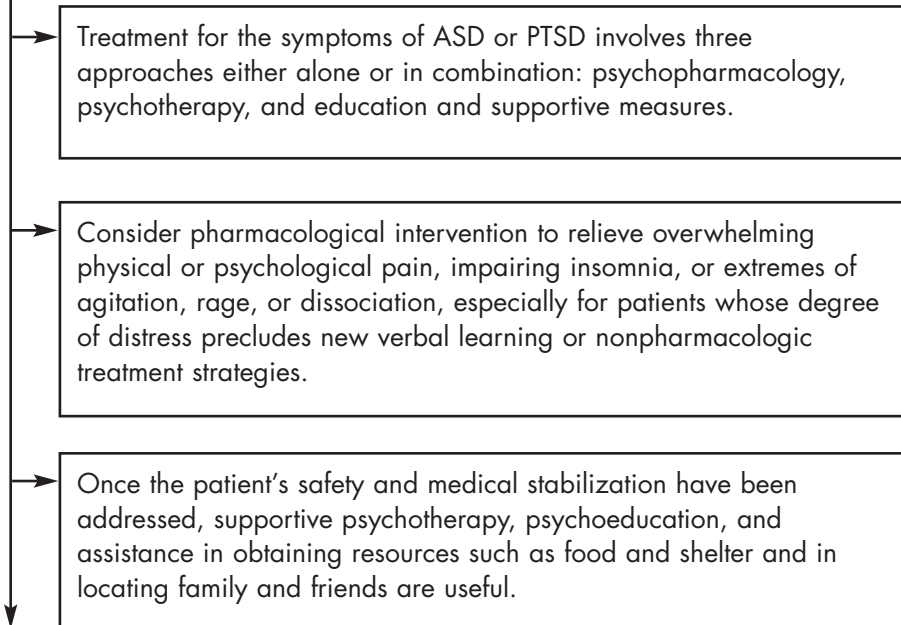 Treatment for the symptoms of ASD or PTSD involves three
approaches either alone or in combination: psychopharmacology,
psychotherapy, and education and supportive measures.
Consider pharmacological intervention to relieve overwhelming
physical or psychological pain, impairing insomnia, or extremes of
agitation, rage, or dissociation, especially for patients whose degree
of distress precludes new verbal learning or nonpharmacologic
treatment strategies.
Once the patient’s safety and medical stabilization have been
addressed, supportive psychotherapy, psychoeducation, and
assistance in obtaining resources such as food and shelter and in
locating family and friends are useful.